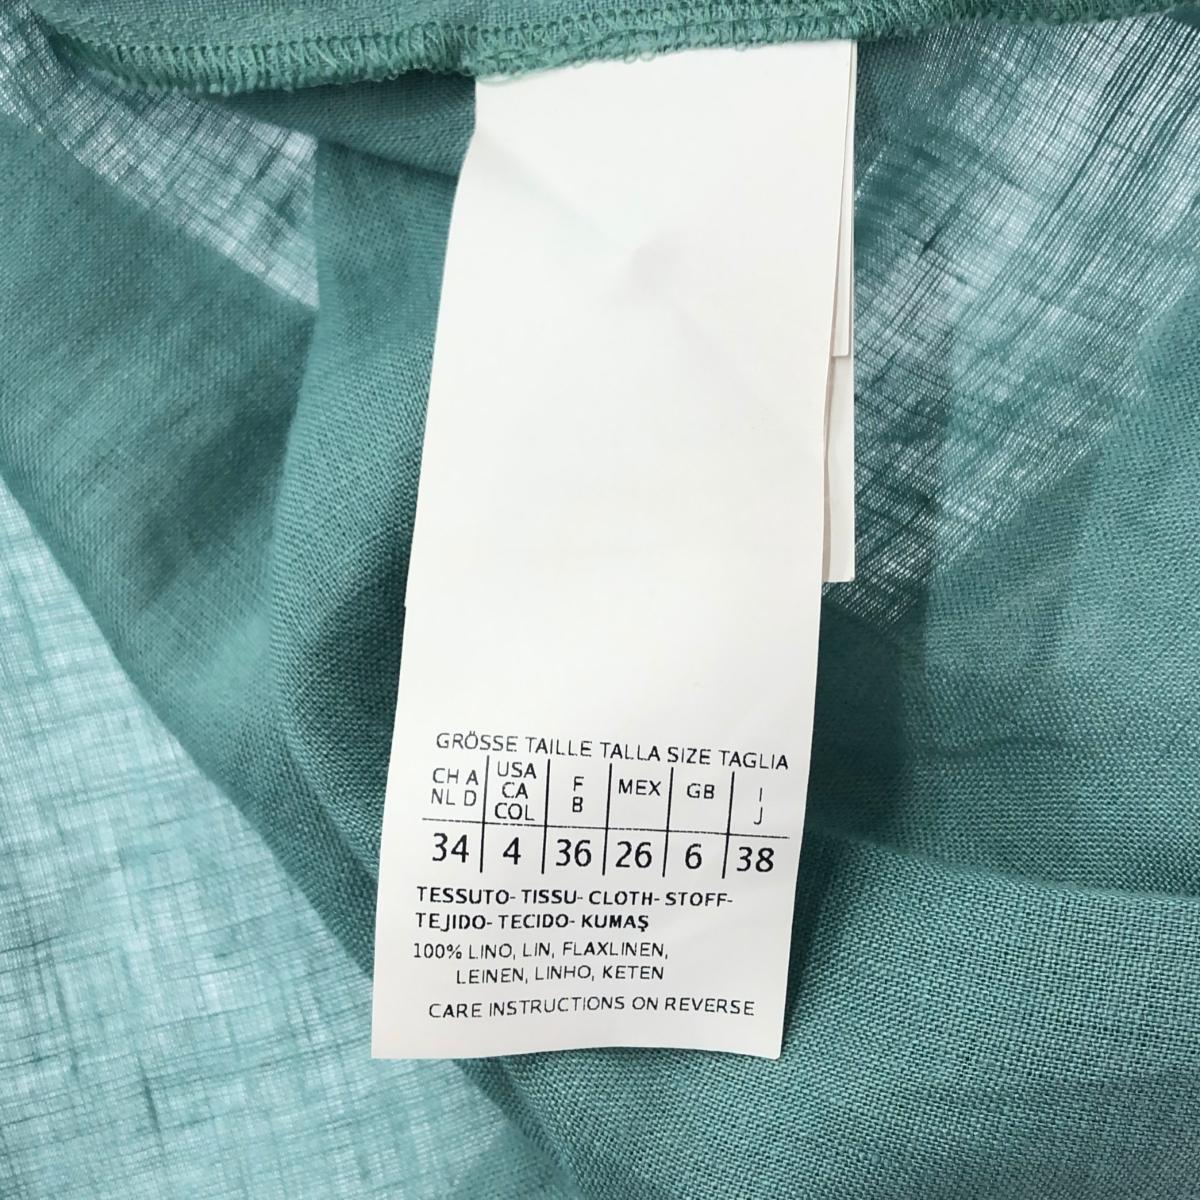 GRÖSSE TAILLE TALLA SIZE TAGLIA
CH A NL D | USA CA COL | F B | MEX | GB | I J
34 | 4 | 36 | 26 | 6 | 38
TESSUTO- TISSU- CLOTH- STOFF-
TEJIDO- TECIDO- KUMAŞ
100% LINO, LIN, FLAXLINEN,
LEINEN, LINHO, KETEN
CARE INSTRUCTIONS ON REVERSE